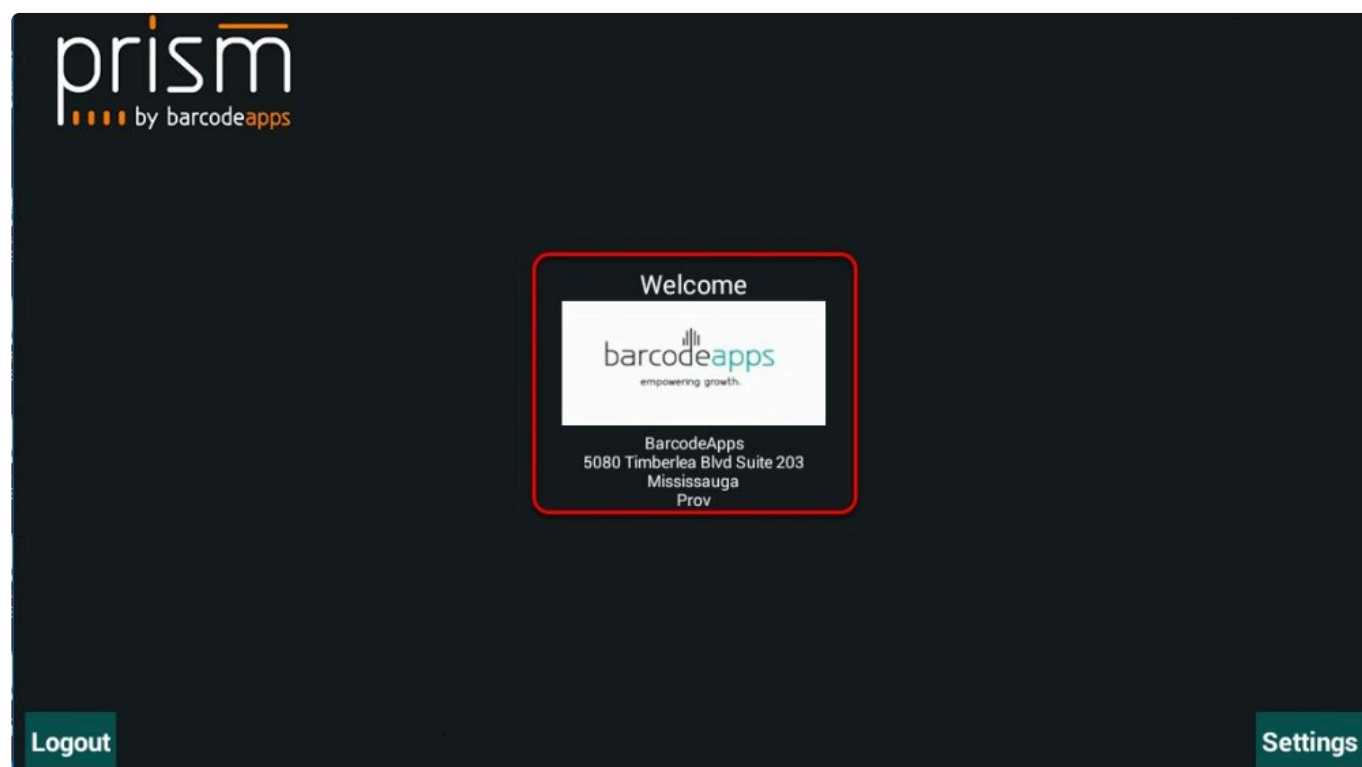 prism
by barcodeapps
Welcome
barcodeapps
empowering growth.
BarcodeApps
5080 Timberlea Blvd Suite 203
Mississauga
Prov
Logout
Settings